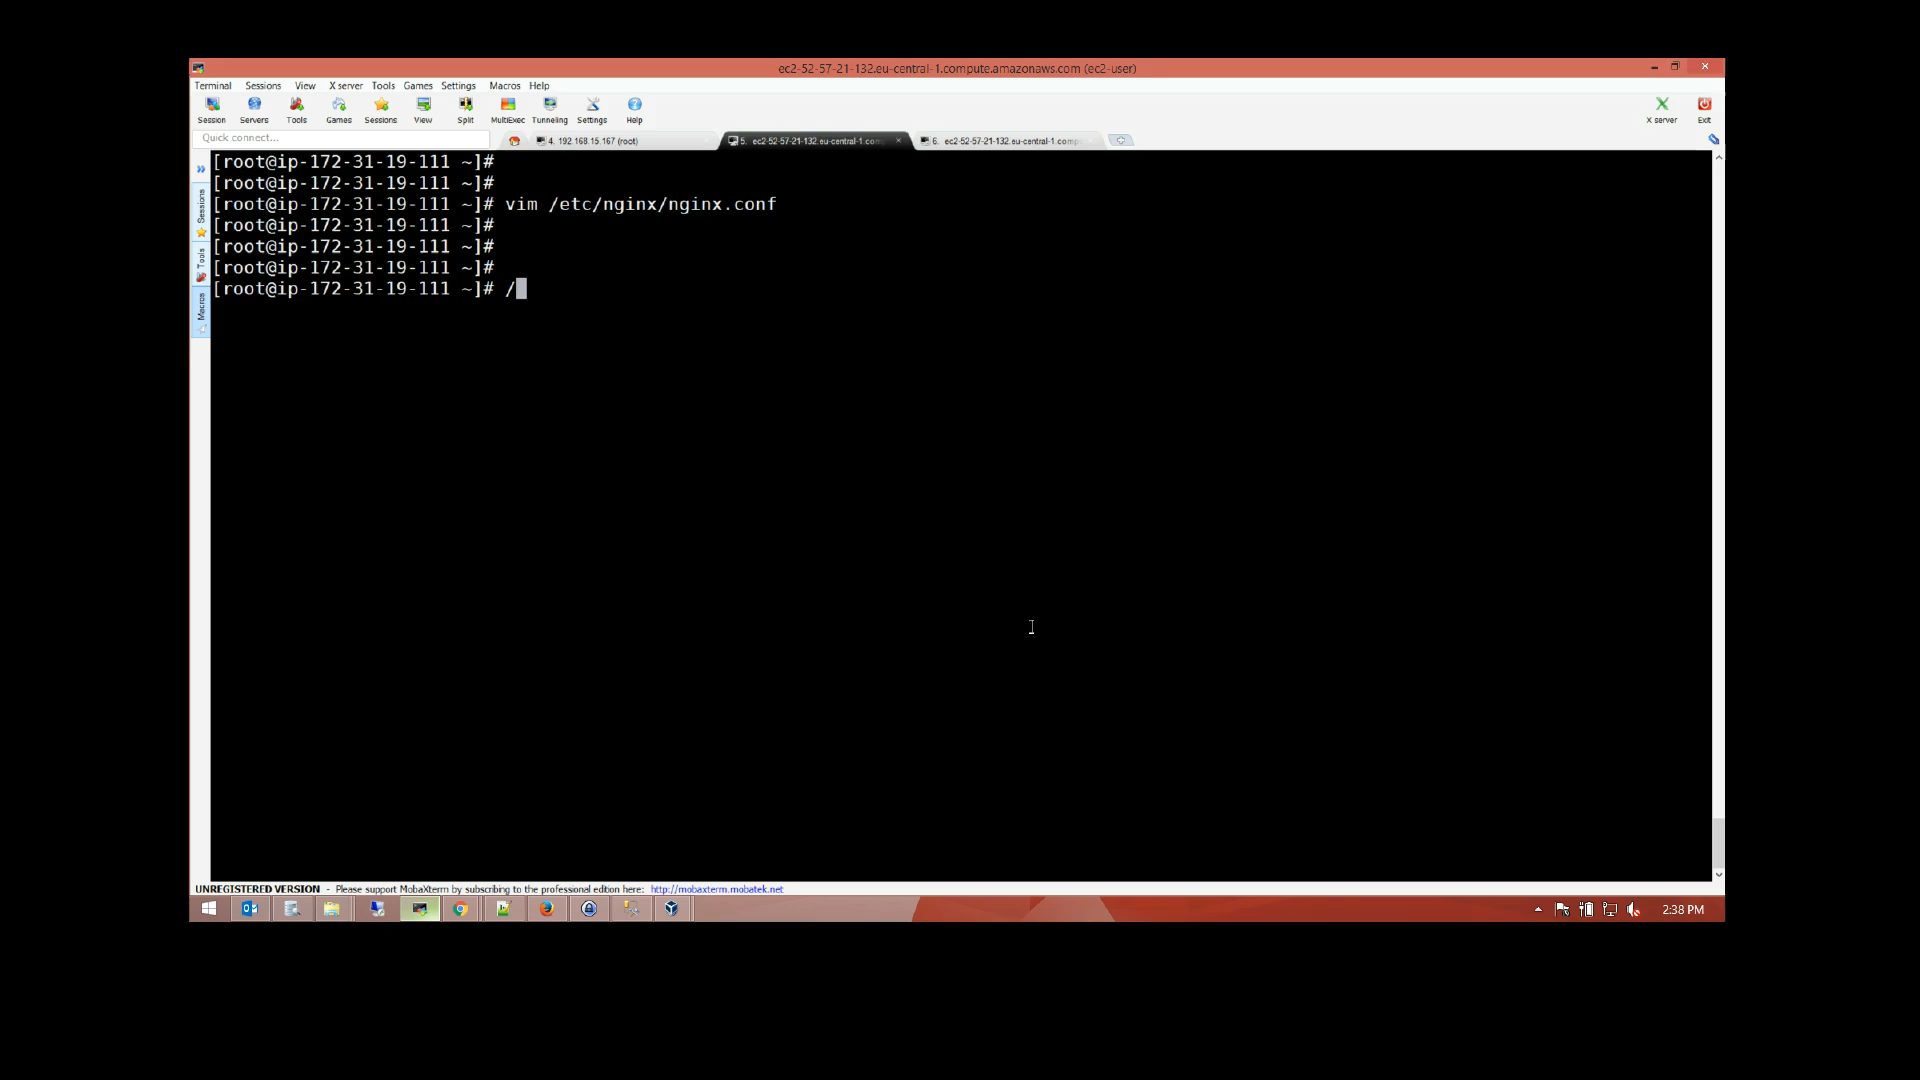 ec2-52-57-21-132.eu-central-1.compute.amazonaws.com (ec2-user)
Terminal Sessions View X server Tools Games Settings Macros Help
Session Servers Tools Games Sessions View Split MultiExec Tunneling Settings Help X server Exit
Quick connect...
4. 192.168.15.167 (root)
5. ec2-52-57-21-132.eu-central-1.com
6. ec2-52-57-21-132.eu-central-1.comp
Sessions
Tools
Macros
[root@ip-172-31-19-111 ~]#
[root@ip-172-31-19-111 ~]#
[root@ip-172-31-19-111 ~]# vim /etc/nginx/nginx.conf
[root@ip-172-31-19-111 ~]#
[root@ip-172-31-19-111 ~]#
[root@ip-172-31-19-111 ~]#
[root@ip-172-31-19-111 ~]# /
UNREGISTERED VERSION - Please support MobaXterm by subscribing to the professional edition here: http://mobaxterm.mobatek.net
2:38 PM